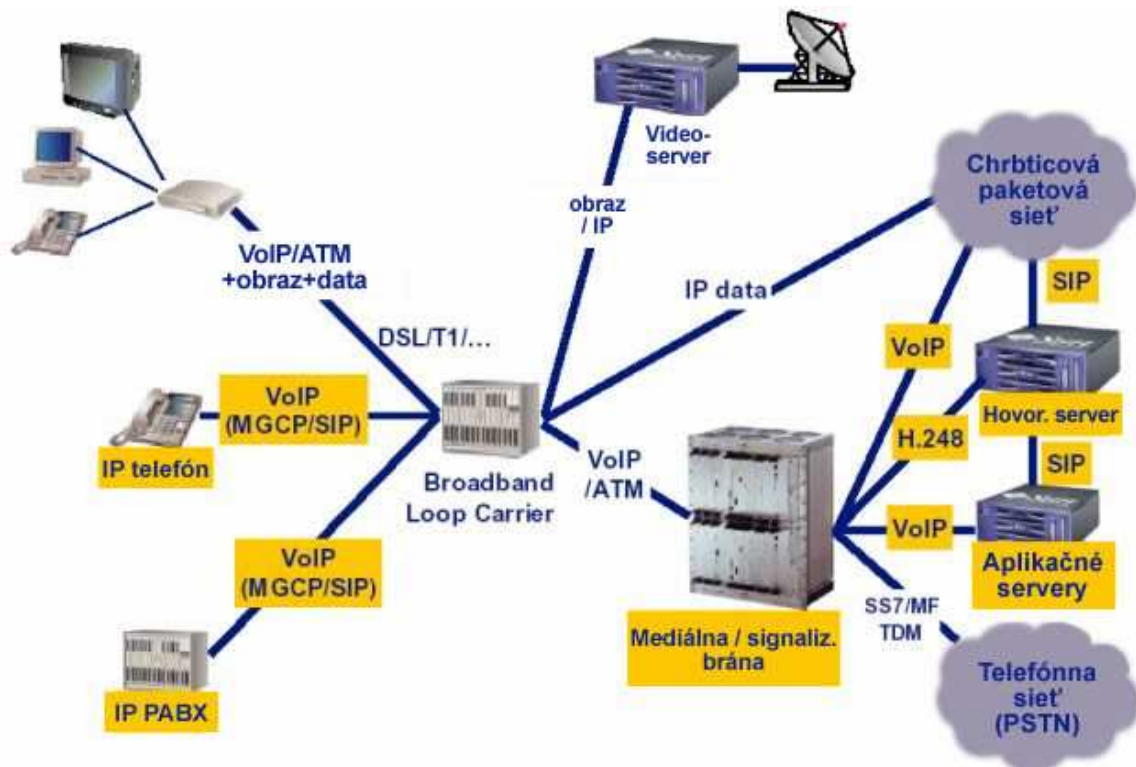 Video-
server
Chrbticová
paketová
sieť
obraz
/ IP
VoIP/ATM
+obraz+data
IP data
SIP
DSL/T1/...
VoIP
VoIP
(MGCP/SIP)
Hovor. server
IP telefón
H.248
VoIP
/ATM
SIP
Broadband
Loop Carrier
VoIP
Aplikačné
servery
VoIP
(MGCP/SIP)
SS7/MF
TDM
Mediálna / signaliz.
brána
Telefónna
sieť
(PSTN)
IP PABX